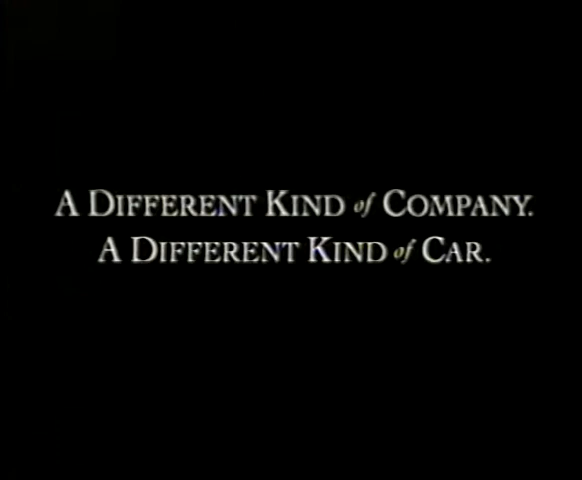 A DIFFERENT KIND of COMPANY.
A DIFFERENT KIND of CAR.